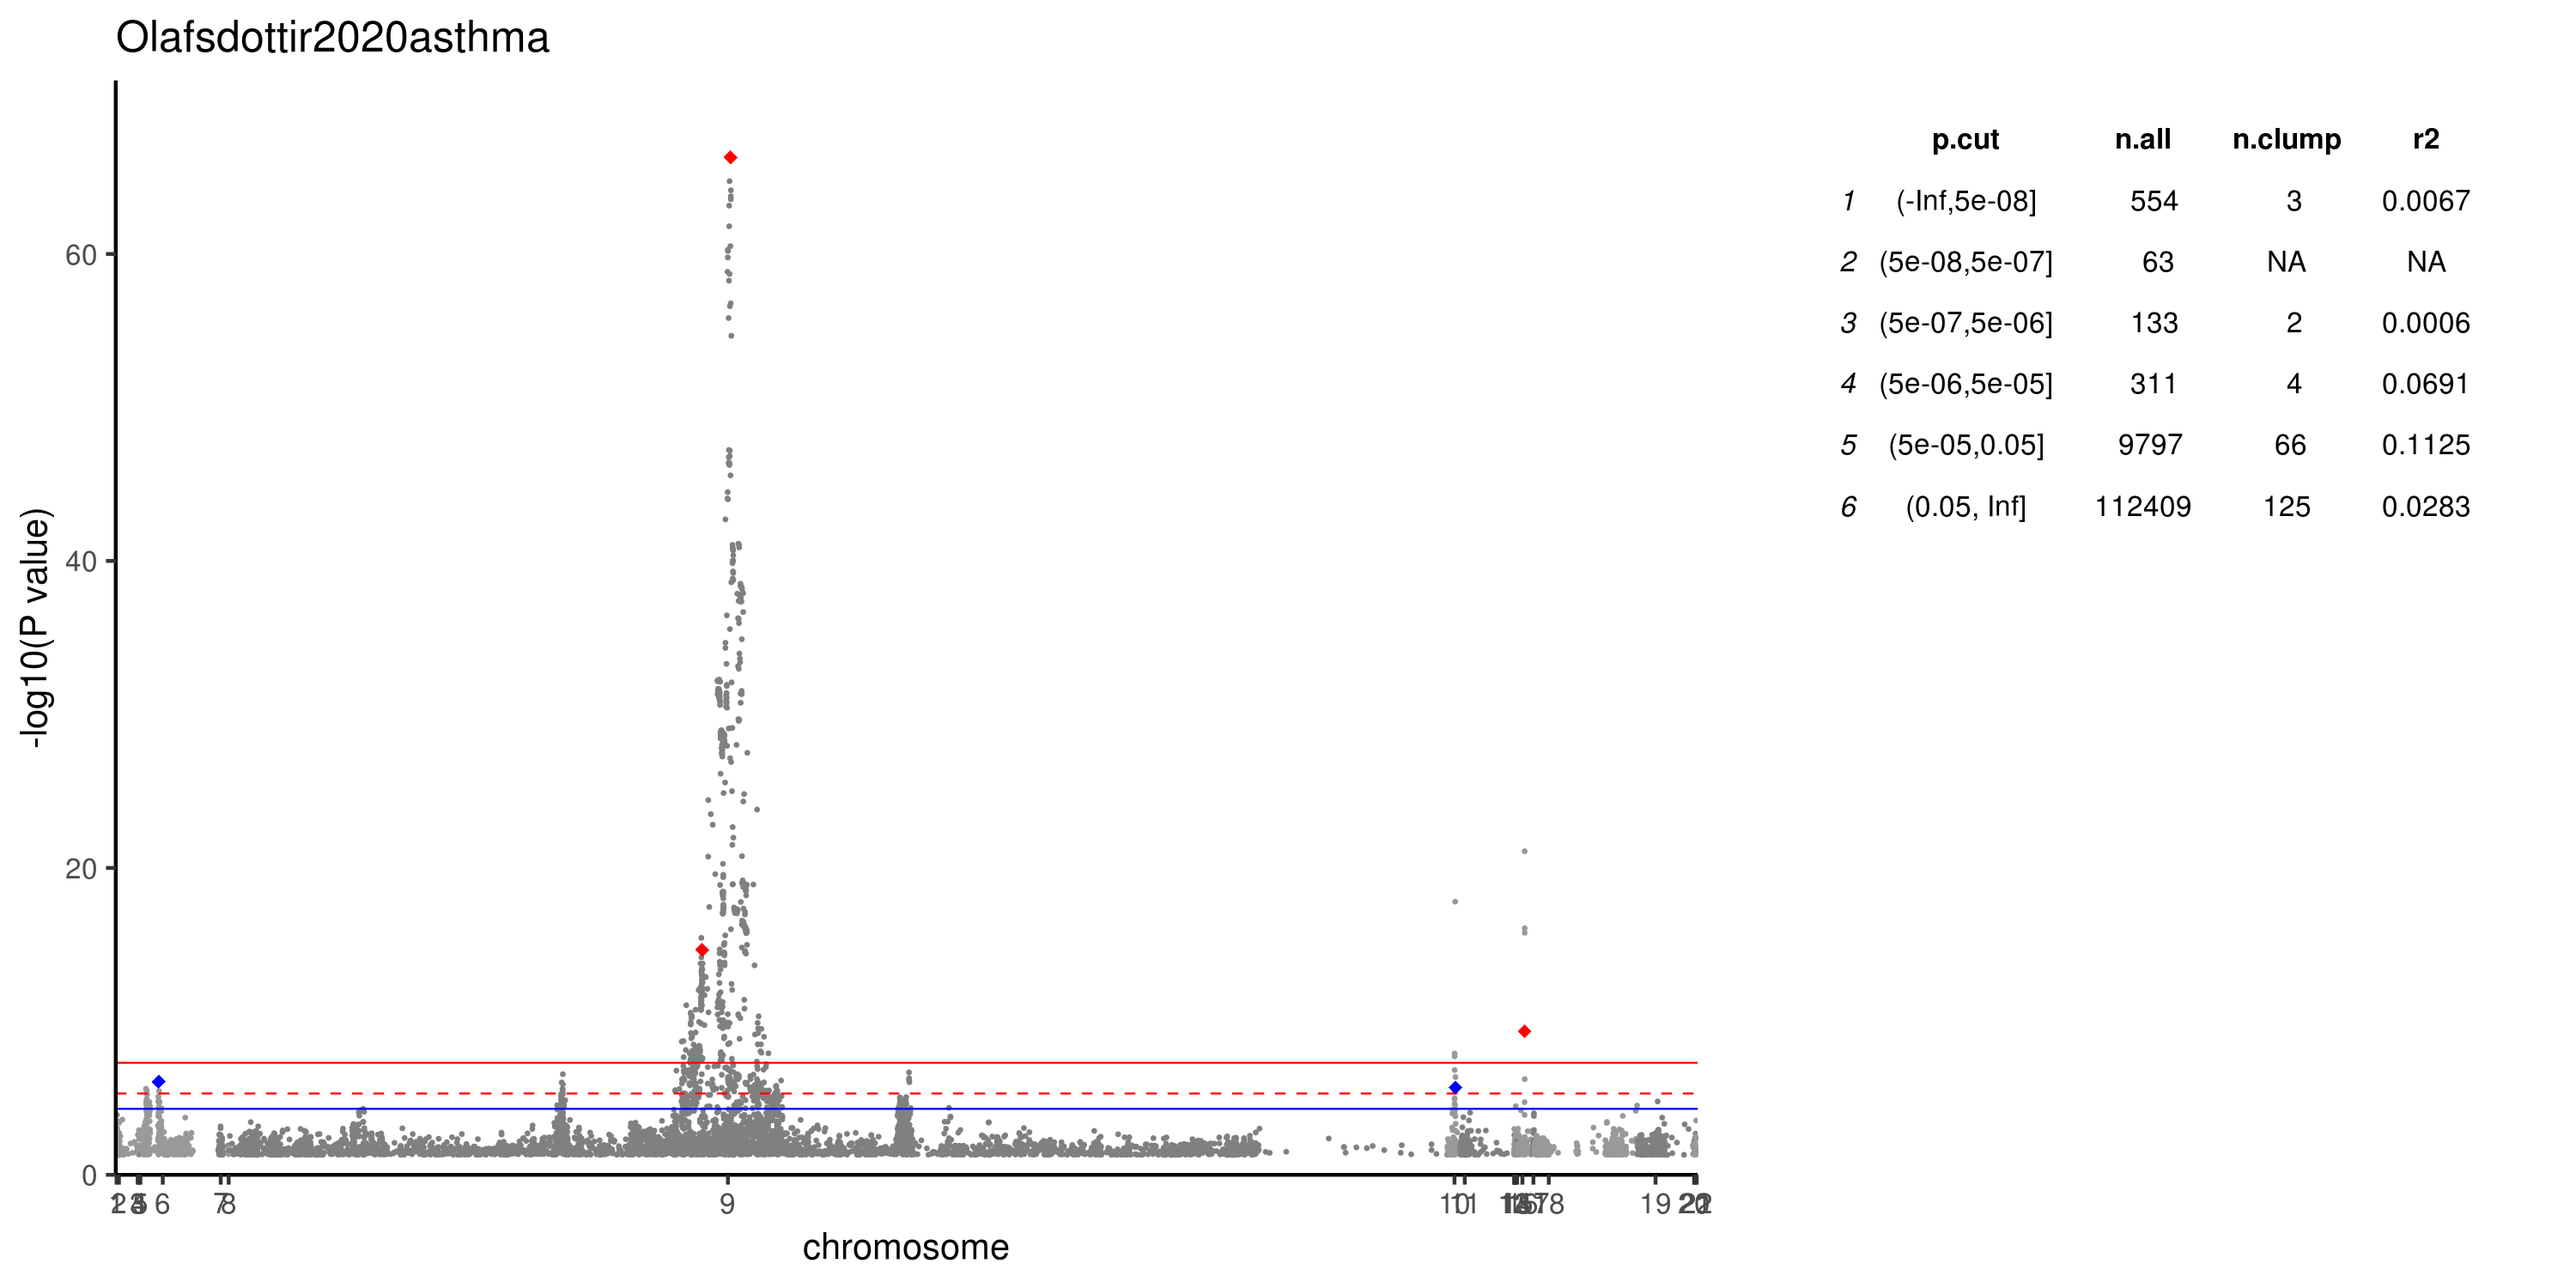 Olafsdottir2020asthma
p.cut n.all n.clump r2
1 (-Inf,5e-08] 554 3 0.0067
2 (5e-08,5e-07] 63 NA NA
3 (5e-07,5e-06] 133 2 0.0006
4 (5e-06,5e-05] 311 4 0.0691
5 (5e-05,0.05] 9797 66 0.1125
6 (0.05, Inf] 112409 125 0.0283
-log10(P value)
60
40
20
0
6 7 8 9 10 11 18 19
chromosome